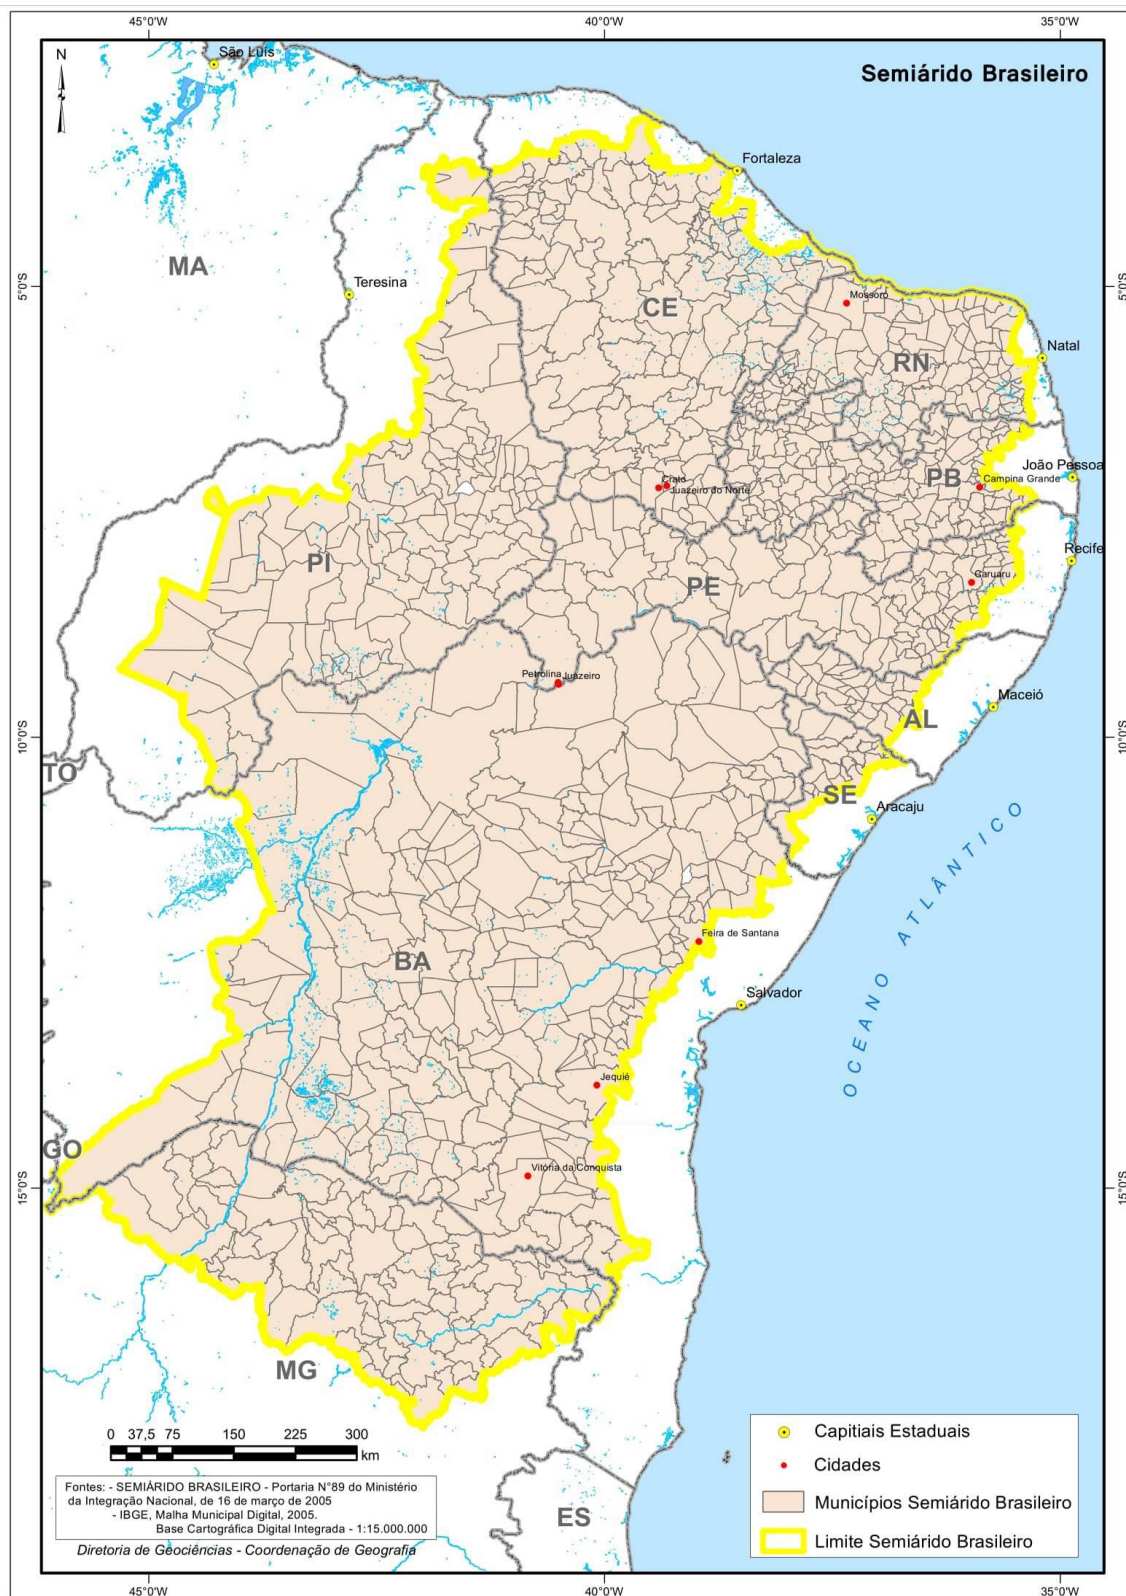 45°0'W
40°0'W
35°0'W
N
Semiárido Brasileiro
São Luís
Fortaleza
MA
Teresina
5°0'S
5°0'S
CE
Mossoró
RN
Natal
João Pessoa
PB
Campina Grande
Crato
Juazeiro do Norte
Recife
PI
PE
Caruaru
Petrolina
Juazeiro
Maceió
AL
10°0'S
10°0'S
TO
SE
Aracaju
OCEANO ATLÂNTICO
Feira de Santana
BA
Salvador
Jequié
GO
Vitória da Conquista
15°0'S
15°0'S
MG
0 37,5 75 150 225 300
km
Capitiais Estaduais
Cidades
Municípios Semiárido Brasileiro
Limite Semiárido Brasileiro
Fontes: - SEMIÁRIDO BRASILEIRO - Portaria N°89 do Ministério
da Integração Nacional, de 16 de março de 2005
- IBGE, Malha Municipal Digital, 2005.
Base Cartográfica Digital Integrada - 1:15.000.000
Diretoria de Geociências - Coordenação de Geografia
ES
45°0'W
40°0'W
35°0'W